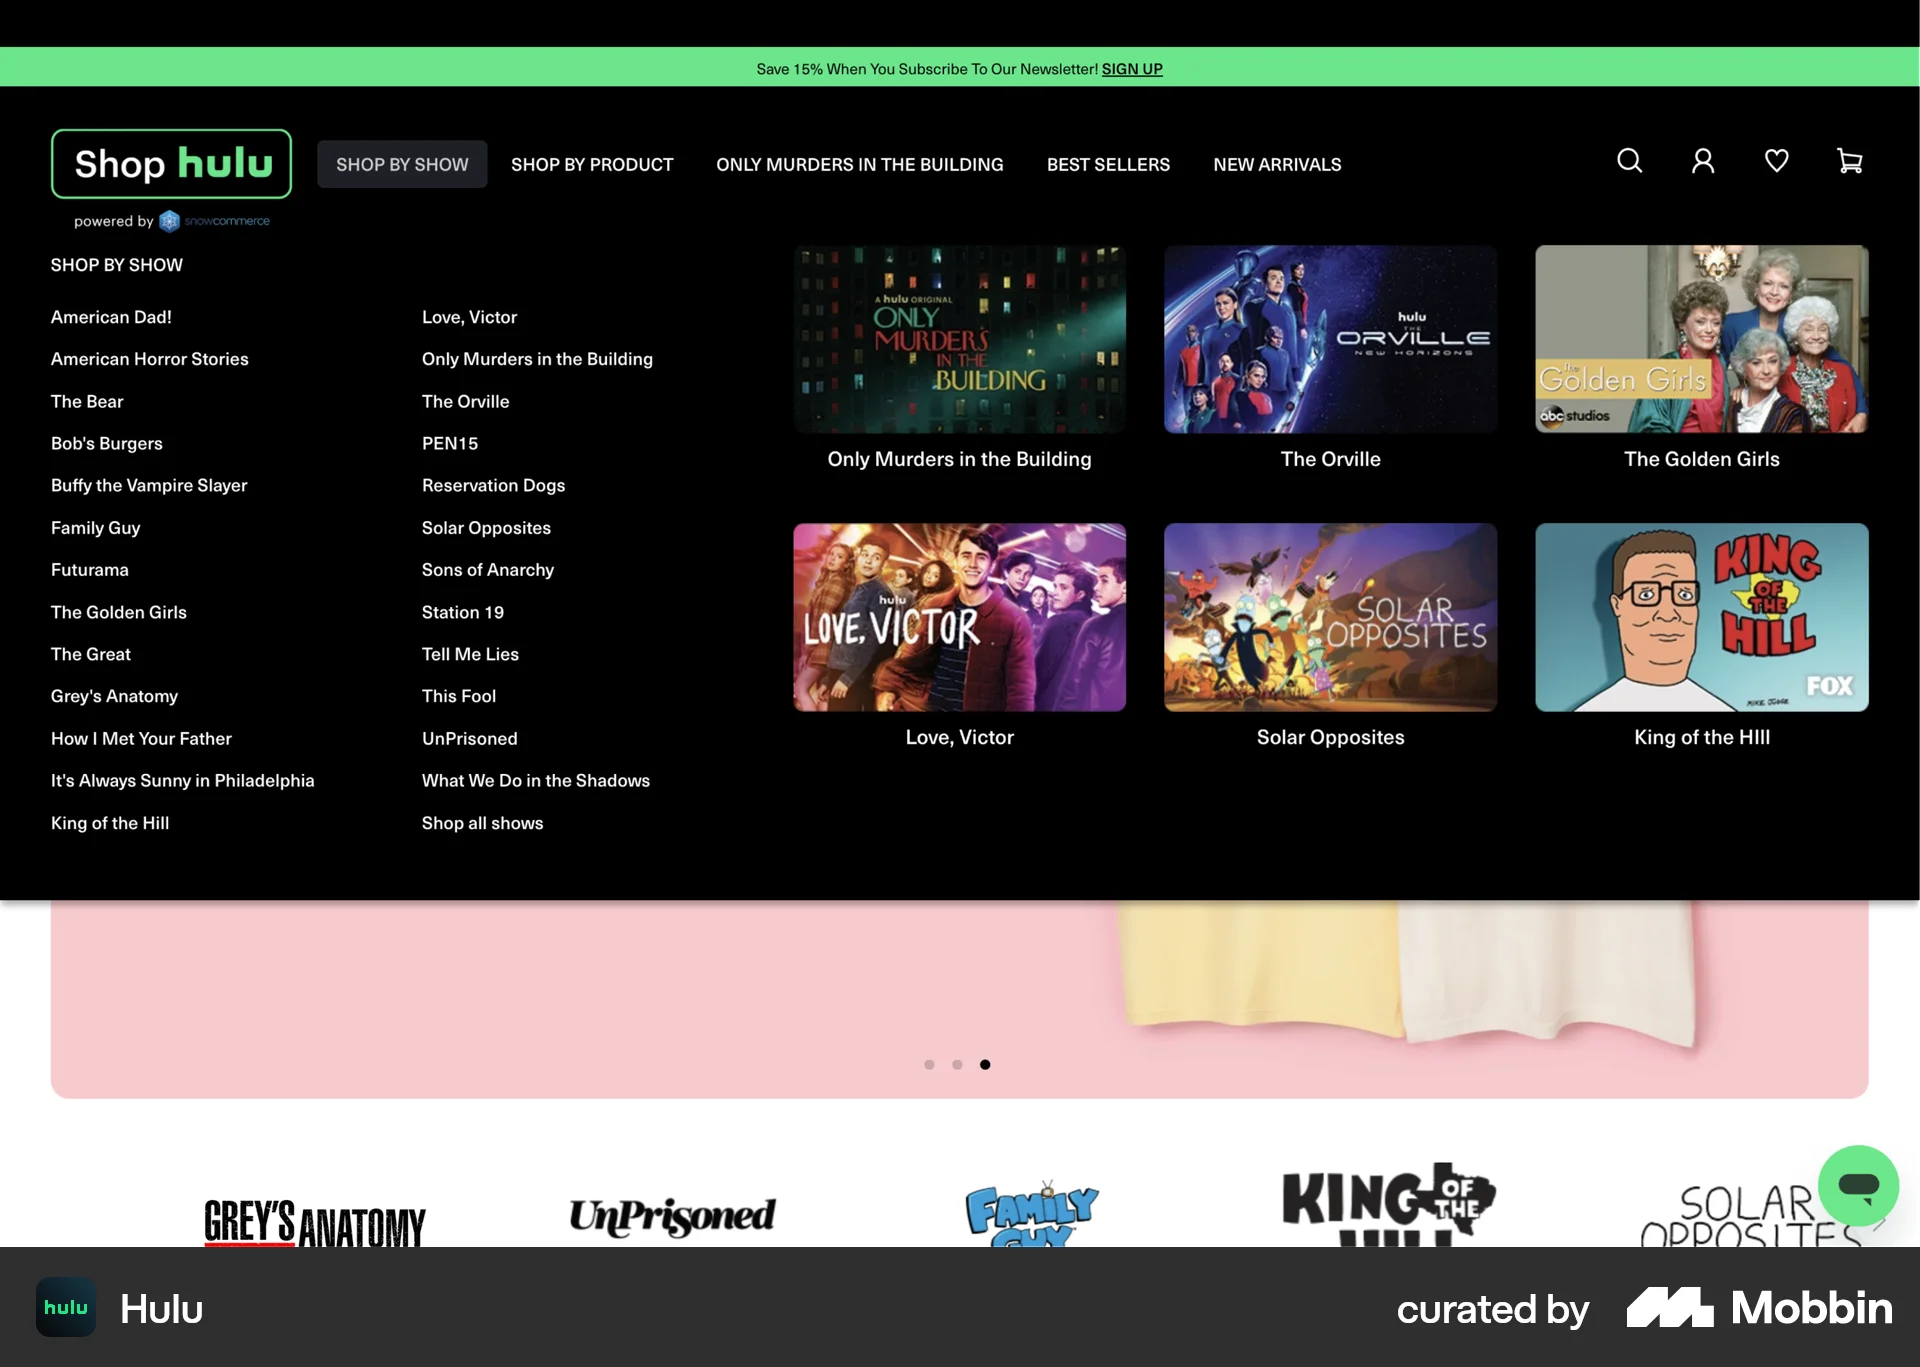 Save 15% When You Subscribe To Our Newsletter! SIGN UP
Shop hulu
powered by snowcommerce
SHOP BY SHOW
SHOP BY PRODUCT
ONLY MURDERS IN THE BUILDING
BEST SELLERS
NEW ARRIVALS
SHOP BY SHOW
American Dad!
American Horror Stories
The Bear
Bob's Burgers
Buffy the Vampire Slayer
Family Guy
Futurama
The Golden Girls
The Great
Grey's Anatomy
How I Met Your Father
It's Always Sunny in Philadelphia
King of the Hill
Love, Victor
Only Murders in the Building
The Orville
PEN15
Reservation Dogs
Solar Opposites
Sons of Anarchy
Station 19
Tell Me Lies
This Fool
UnPrisoned
What We Do in the Shadows
Shop all shows
A hulu ORIGINAL
ONLY
MURDERS
IN THE
BUILDING
Only Murders in the Building
hulu
THE
ORVILLE
NEW HORIZONS
The Orville
The
Golden Girls
abc studios
The Golden Girls
hulu
LOVE, VICTOR
Love, Victor
SOLAR
OPPOSITES
Solar Opposites
KING
OF
THE
HILL
FOX
MIKE JUDGE
King of the HIll
GREY'S ANATOMY
UnPrisoned
FAMILY
GUY
KING OF THE
HILL
SOLAR
OPPOSITES
hulu
Hulu
curated by
Mobbin